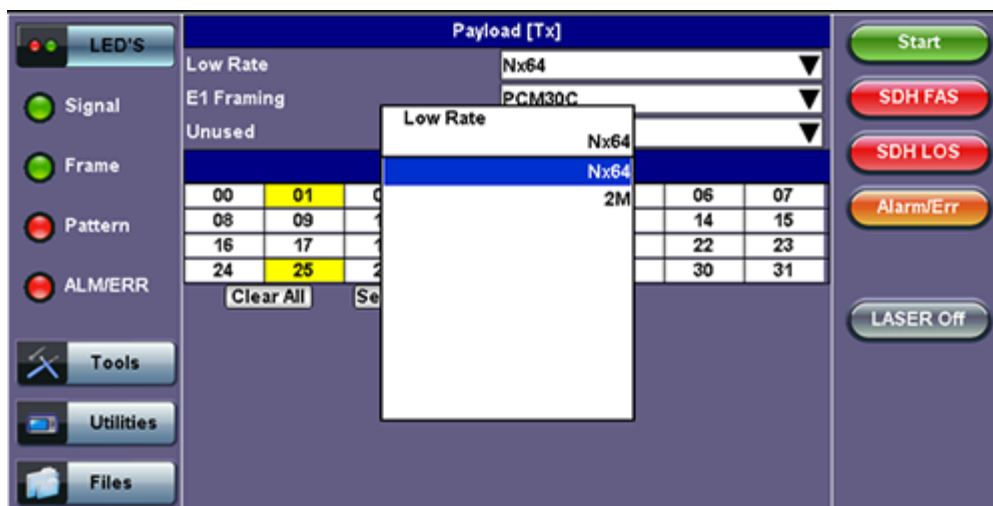 LED'S
Signal
Frame
Pattern
ALM/ERR
Tools
Utilities
Files
Payload [Tx]
Low Rate Nx64
E1 Framing PCM30C
Unused
Low Rate
Nx64
Nx64
2M
00 01 06 07
08 09 14 15
16 17 22 23
24 25 30 31
Clear All
Start
SDH FAS
SDH LOS
Alarm/Err
LASER Off